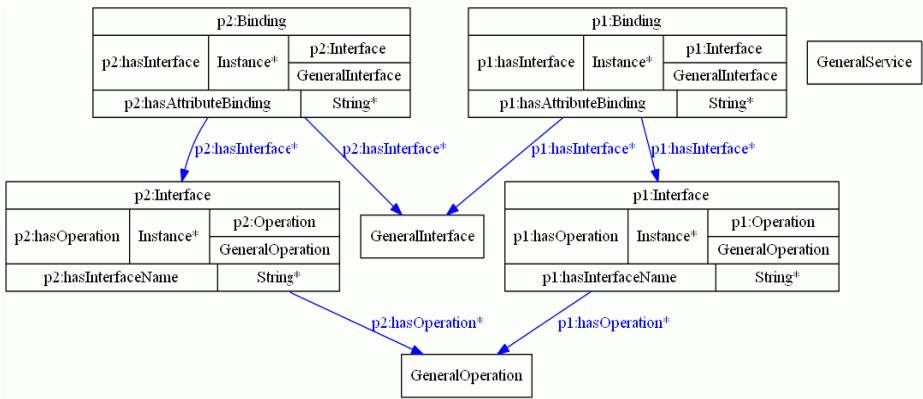 p2:Binding
p2:hasInterface Instance* p2:Interface
GeneralInterface
p2:hasAttributeBinding String*
p1:Binding
p1:hasInterface Instance* p1:Interface
GeneralInterface
p1:hasAttributeBinding String*
GeneralService
p2:hasInterface* p2:hasInterface* p1:hasInterface* p1:hasInterface*
p2:Interface
p2:hasOperation Instance* p2:Operation
GeneralOperation
p2:hasInterfaceName String*
GeneralInterface
p1:Interface
p1:hasOperation Instance* p1:Operation
GeneralOperation
p1:hasInterfaceName String*
p2:hasOperation* p1:hasOperation*
GeneralOperation